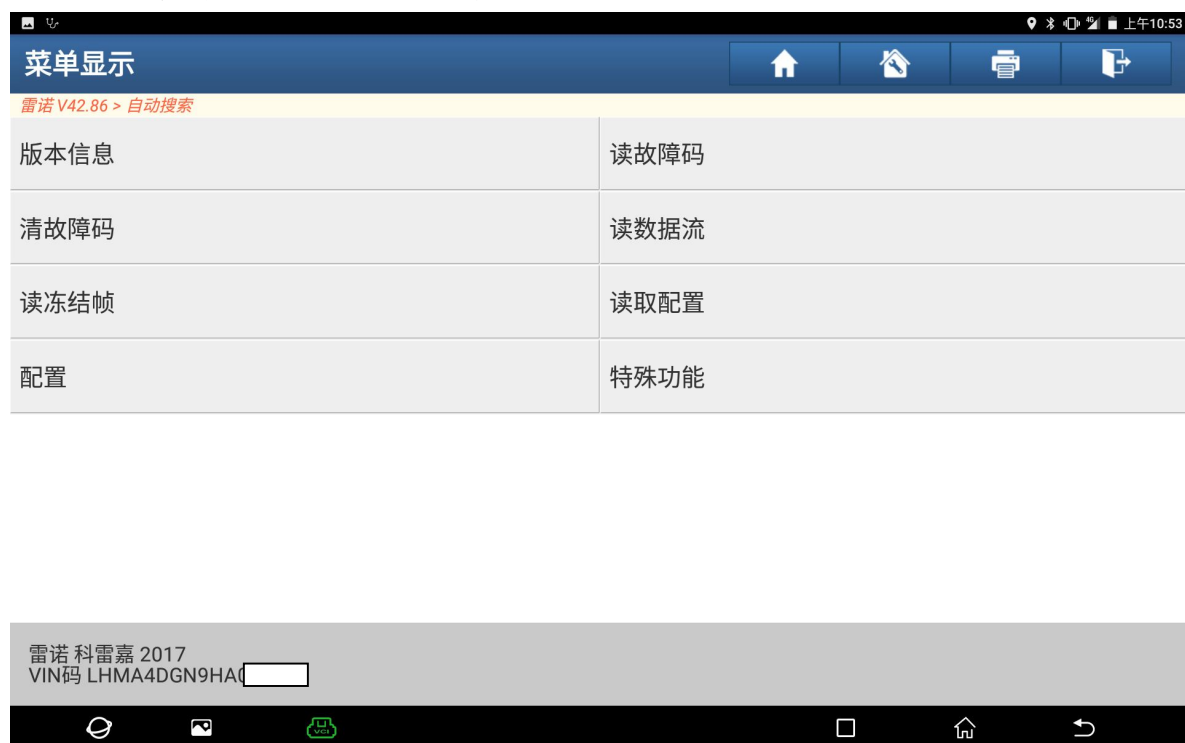 4G 上午10:53
菜单显示
雷诺 V42.86 > 自动搜索
版本信息 读故障码
清故障码 读数据流
读冻结帧 读取配置
配置 特殊功能
雷诺 科雷嘉 2017
VIN码 LHMA4DGN9HA
VCI